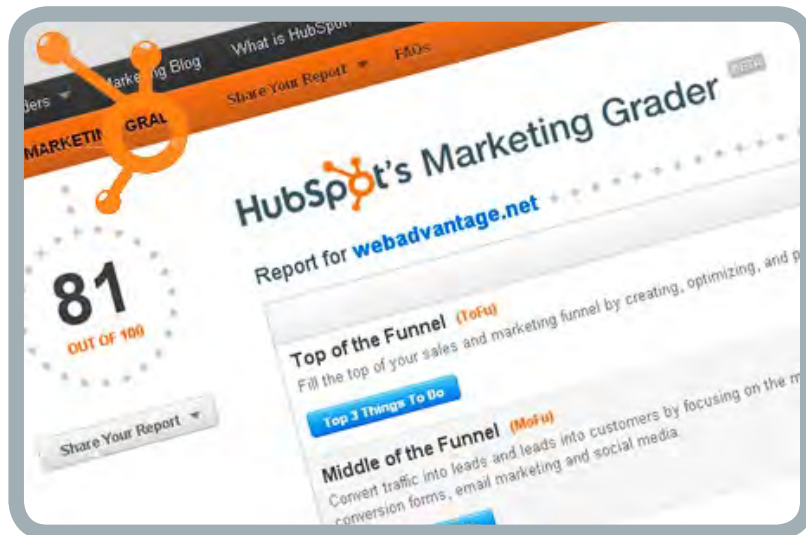 Marketing Blog
What is HubSpot
MARKETIN GRAD
Share Your Report
FAQs
HubSpot's Marketing Grader BETA
81
OUT OF 100
Share Your Report
Report for webadvantage.net
Top of the Funnel (ToFu)
Fill the top of your sales and marketing funnel by creating, optimizing, and p
Top 3 Things To Do
Middle of the Funnel (MoFu)
Convert traffic into leads and leads into customers by focusing on the m
conversion forms, email marketing and social media.